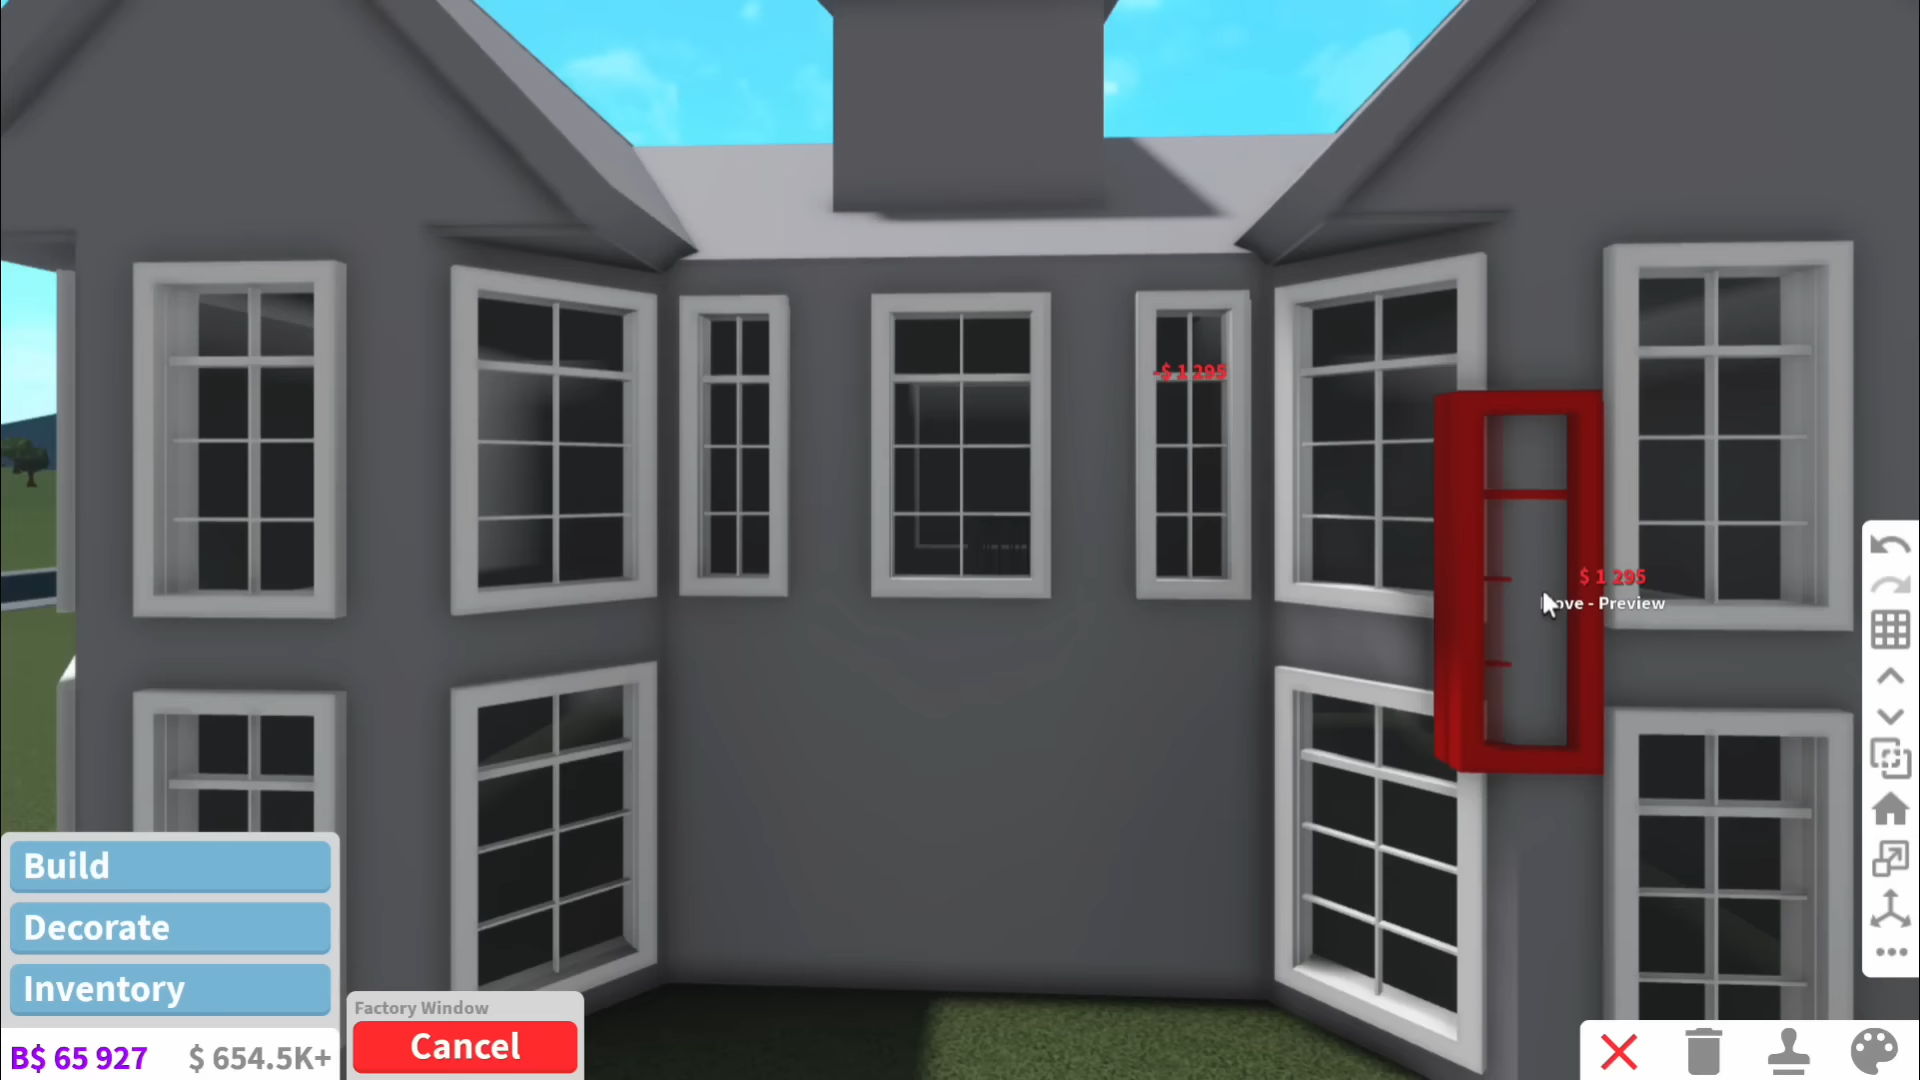 -$ 1 295
$ 1 295
ove - Preview
Build
Decorate
Inventory
Factory Window
Cancel
B$ 65 927
$ 654.5K+